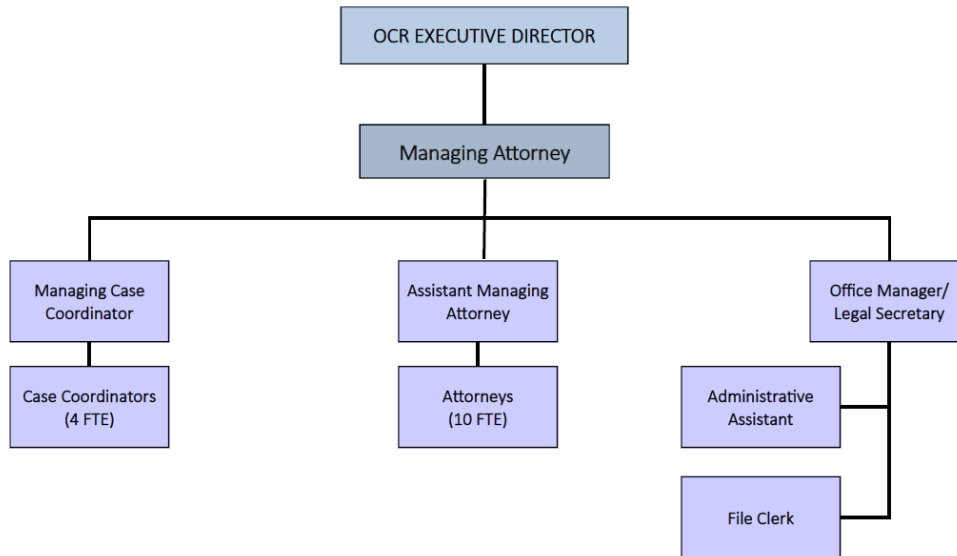 OCR EXECUTIVE DIRECTOR
Managing Attorney
Managing Case
Coordinator
Assistant Managing
Attorney
Office Manager/
Legal Secretary
Case Coordinators
(4 FTE)
Attorneys
(10 FTE)
Administrative
Assistant
File Clerk